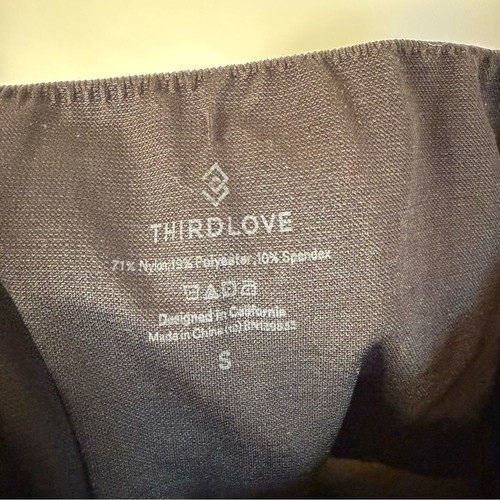 THIRDLOVE
71% Nylon,19% Polyester,10% Spandex
Designed in California
Made in China
S